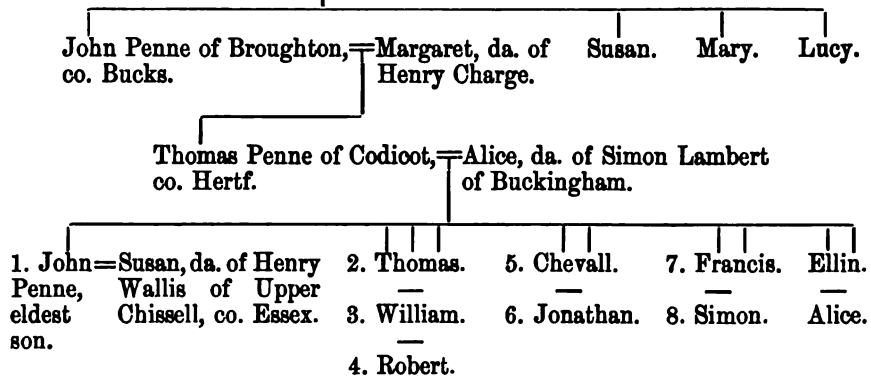 John Penne of Broughton,=Margaret, da. of Susan. Mary. Lucy.
co. Bucks. Henry Charge.
Thomas Penne of Codicot,=Alice, da. of Simon Lambert
co. Hertf. of Buckingham.
1. John=Susan, da. of Henry 2. Thomas. 5. Chevall. 7. Francis. Ellin.
Penne, Wallis of Upper — — — —
eldest Chissell, co. Essex. 3. William. 6. Jonathan. 8. Simon. Alice.
son. —
4. Robert.